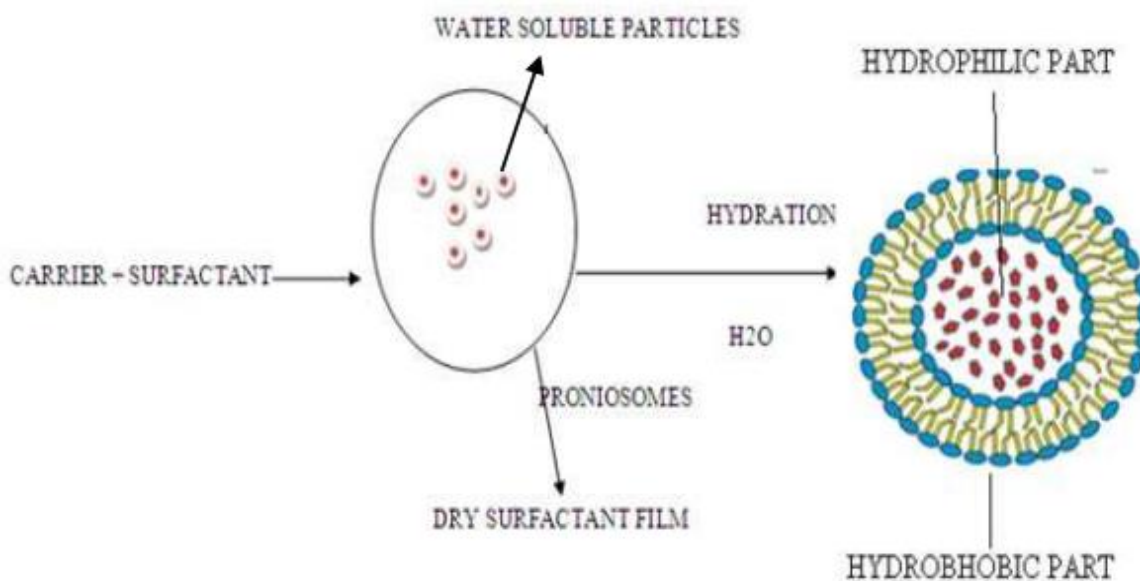 WATER SOLUBLE PARTICLES
HYDROPHILIC PART
HYDRATION
CARRIER + SURFACTANT
H2O
PRONIOSOMES
DRY SURFACTANT FILM
HYDROBHOBIC PART